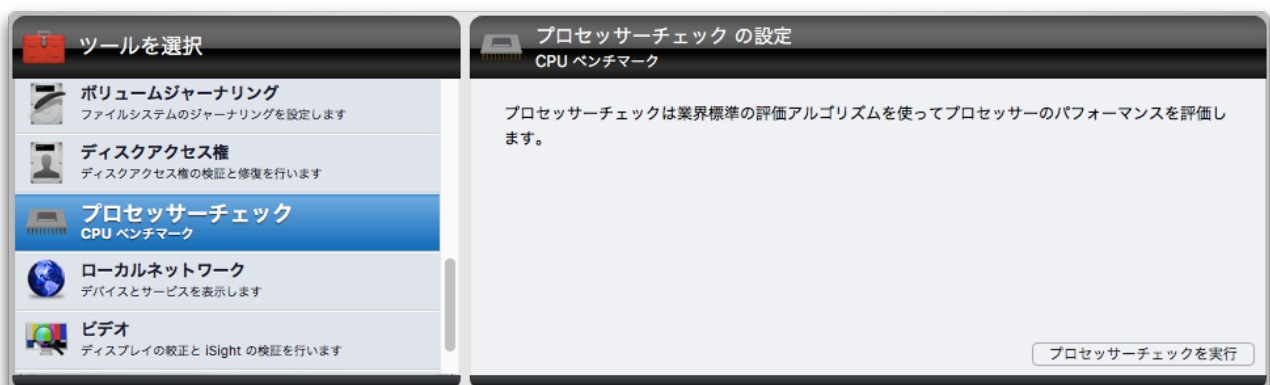 ツールを選択
ボリュームジャーナリング
ファイルシステムのジャーナリングを設定します
ディスクアクセス権
ディスクアクセス権の検証と修復を行います
プロセッサーチェック
CPU ベンチマーク
ローカルネットワーク
デバイスとサービスを表示します
ビデオ
ディスプレイの較正と iSight の検証を行います
プロセッサーチェック の設定
CPU ベンチマーク
プロセッサーチェックは業界標準の評価アルゴリズムを使ってプロセッサーのパフォーマンスを評価し
ます。
プロセッサーチェックを実行